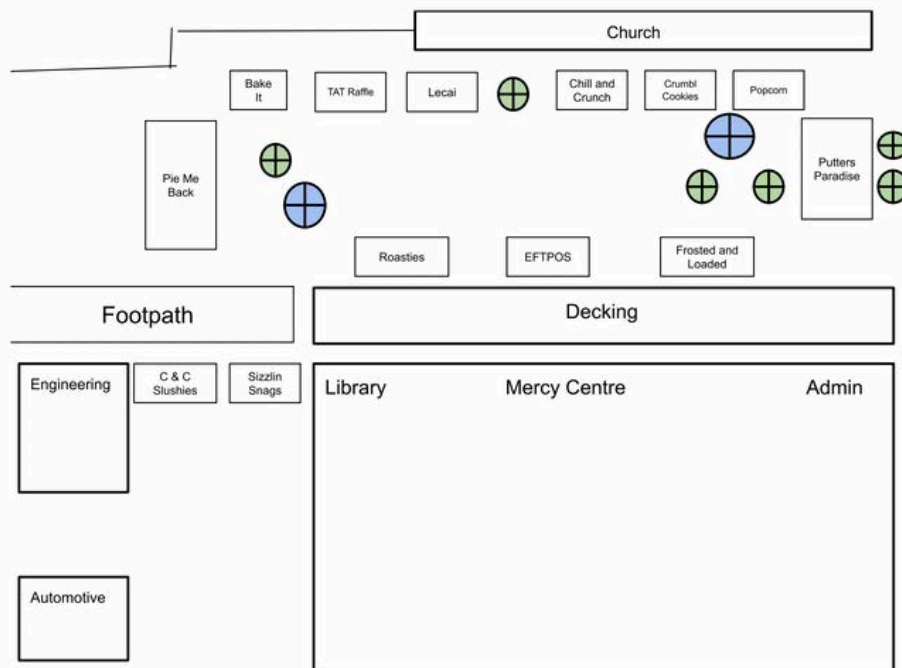 Church
Bake
It
TAT Raffle
Lecai
Chill and
Crunch
Crumbl
Cookies
Popcorn
Pie Me
Back
Putters
Paradise
Roasties
EFTPOS
Frosted and
Loaded
Footpath
Decking
Engineering
C & C
Slushies
Sizzlin
Snags
Library
Mercy Centre
Admin
Automotive